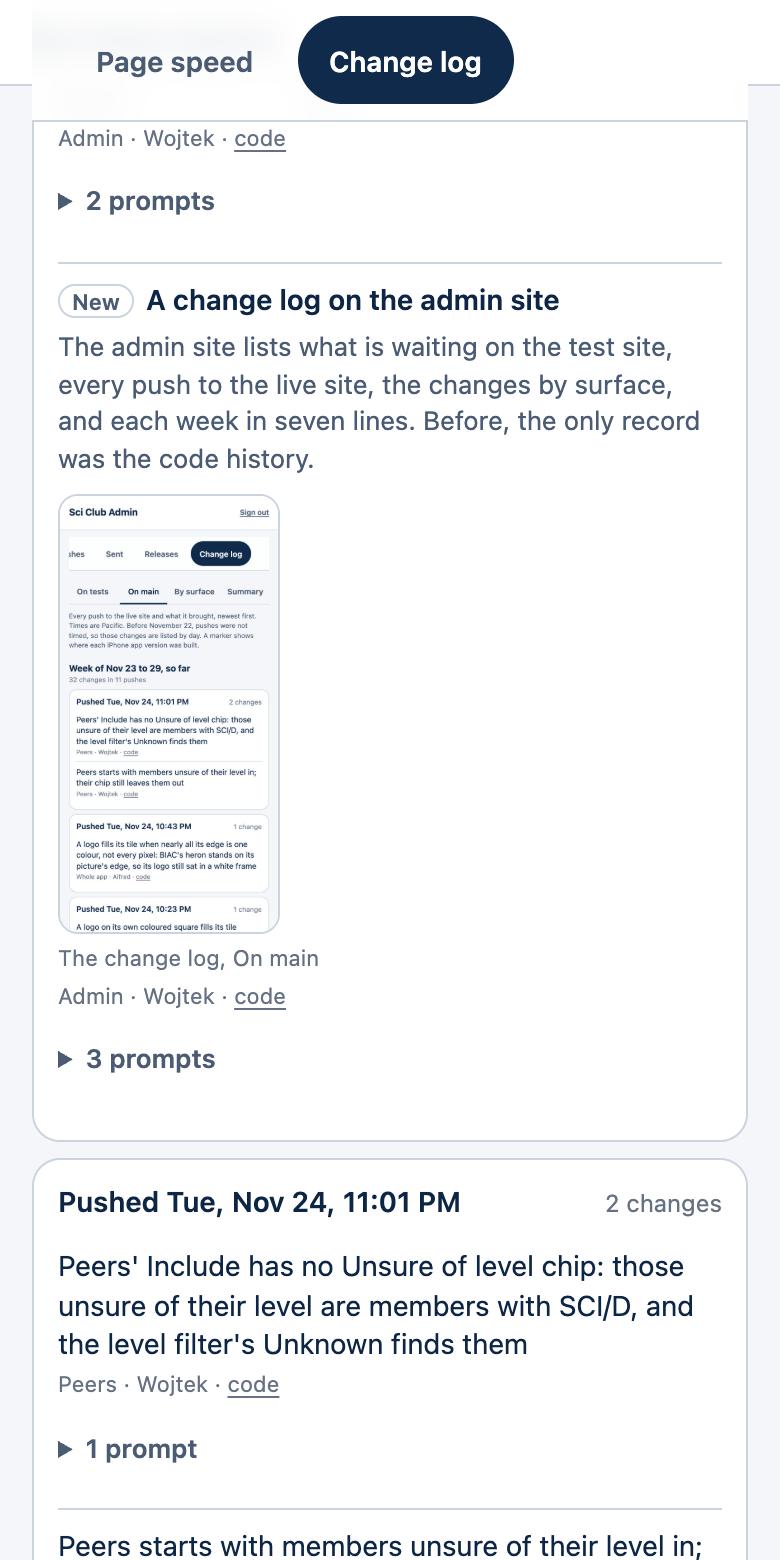 Page speed
Change log
Admin · Wojtek · code
▶ 2 prompts
New A change log on the admin site
The admin site lists what is waiting on the test site,
every push to the live site, the changes by surface,
and each week in seven lines. Before, the only record
was the code history.
Sci Club Admin
Sign out
shes Sent Releases Change log
On tests On main By surface Summary
Every push to the live site and what it brought, newest first.
Times are Pacific. Before November 22, pushes were not
timed, so those changes are listed by day. A marker shows
where each iPhone app version was built.
Week of Nov 23 to 29, so far
32 changes in 11 pushes
Pushed Tue, Nov 24, 11:01 PM 2 changes
Peers' Include has no Unsure of level chip: those
unsure of their level are members with SCI/D, and
the level filter's Unknown finds them
Peers · Wojtek · code
Peers starts with members unsure of their level in;
their chip still leaves them out
Peers · Wojtek · code
Pushed Tue, Nov 24, 10:43 PM 1 change
A logo fills its tile when nearly all its edge is one
colour, not every pixel: BIAC's heron stands on its
picture's edge, so its logo still sat in a white frame
Whole app · Alfred · code
Pushed Tue, Nov 24, 10:23 PM 1 change
A logo on its own coloured square fills its tile
The change log, On main
Admin · Wojtek · code
▶ 3 prompts
Pushed Tue, Nov 24, 11:01 PM 2 changes
Peers' Include has no Unsure of level chip: those
unsure of their level are members with SCI/D, and
the level filter's Unknown finds them
Peers · Wojtek · code
▶ 1 prompt
Peers starts with members unsure of their level in;